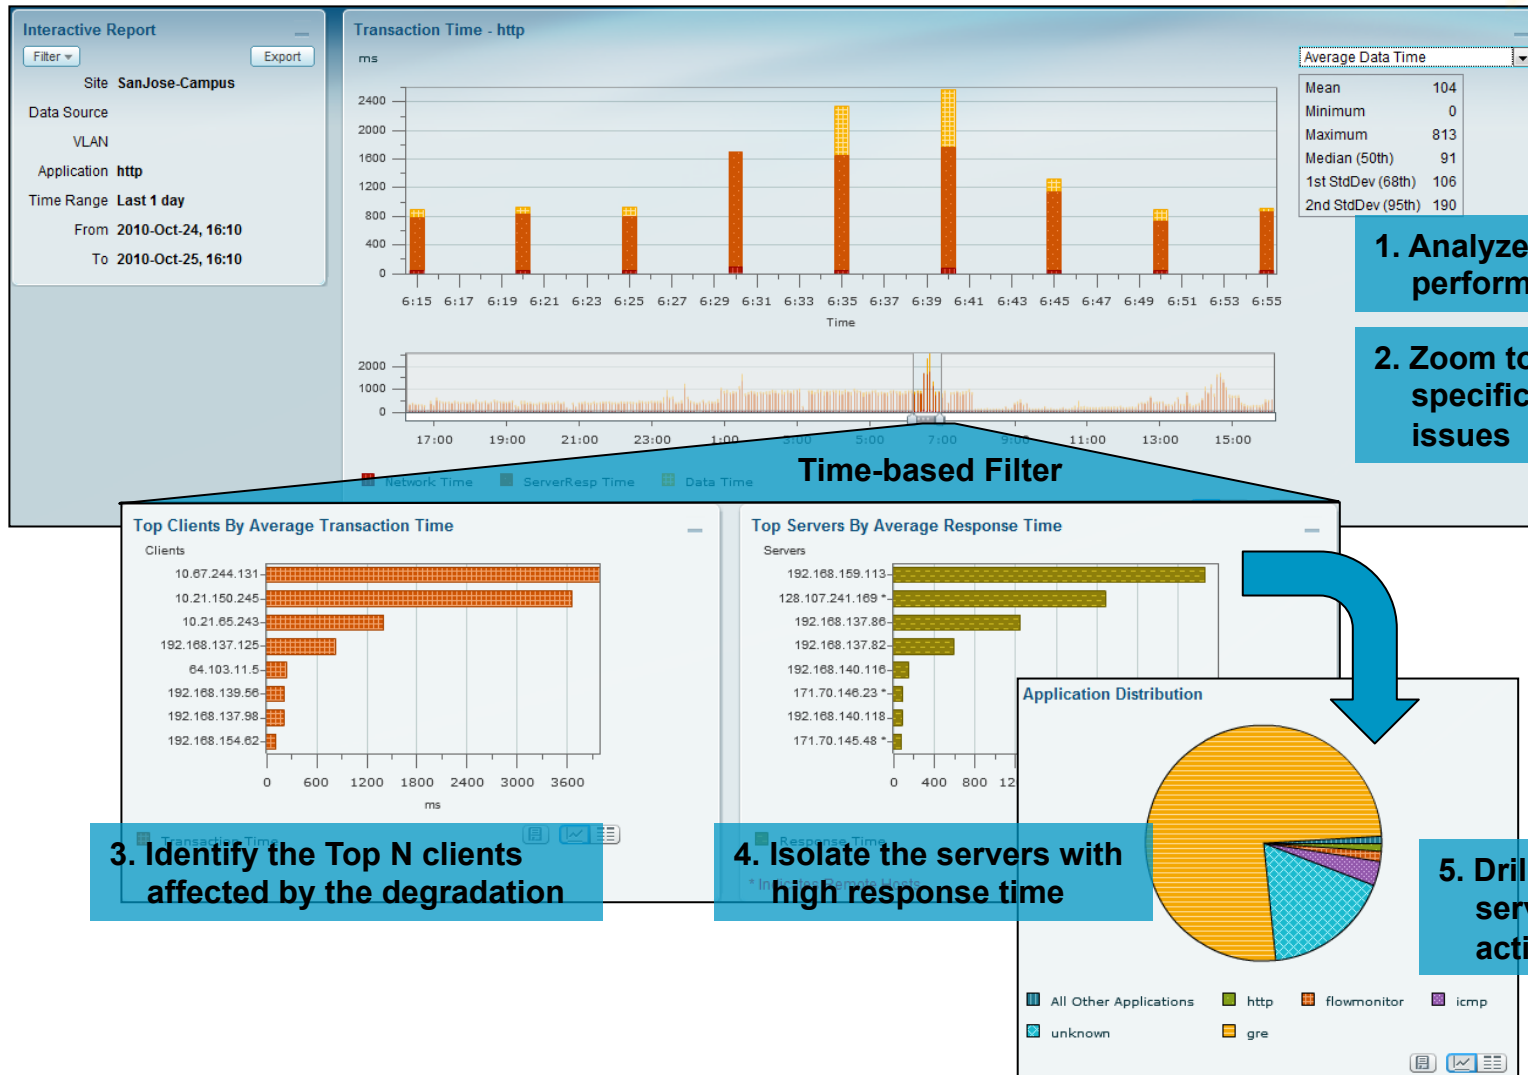 Interactive Report
Filter
Export
Site SanJose-Campus
Data Source
VLAN
Application http
Time Range Last 1 day
From 2010-Oct-24, 16:10
To 2010-Oct-25, 16:10
Transaction Time - http
ms
2400
2000
1600
1200
800
400
0
6:15 6:17 6:19 6:21 6:23 6:25 6:27 6:29 6:31 6:33 6:35 6:37 6:39 6:41 6:43 6:45 6:47 6:49 6:51 6:53 6:55
Time
Average Data Time
Mean 104
Minimum 0
Maximum 813
Median (50th) 91
1st StdDev (68th) 106
2nd StdDev (95th) 190
1. Analyze
perform
2. Zoom to
specific
issues
2000
1000
0
17:00 19:00 21:00 23:00 1:00 3:00 5:00 7:00 9:00 11:00 13:00 15:00
Network Time ServerResp Time Data Time
Time-based Filter
Top Clients By Average Transaction Time
Clients
10.67.244.131
10.21.150.245
10.21.65.243
192.168.137.125
64.103.11.5
192.168.139.56
192.168.137.98
192.168.154.62
0 600 1200 1800 2400 3000 3600
ms
Transaction Time
3. Identify the Top N clients
affected by the degradation
Top Servers By Average Response Time
Servers
192.168.159.113
128.107.241.169 *
192.168.137.86
192.168.137.82
192.168.140.116
171.70.146.23 *
192.168.140.118
171.70.145.48 *
0 400 800 12
Response Time
* Indicates Remote Hosts
4. Isolate the servers with
high response time
Application Distribution
5. Dril
serv
acti
All Other Applications http flowmonitor icmp
unknown gre